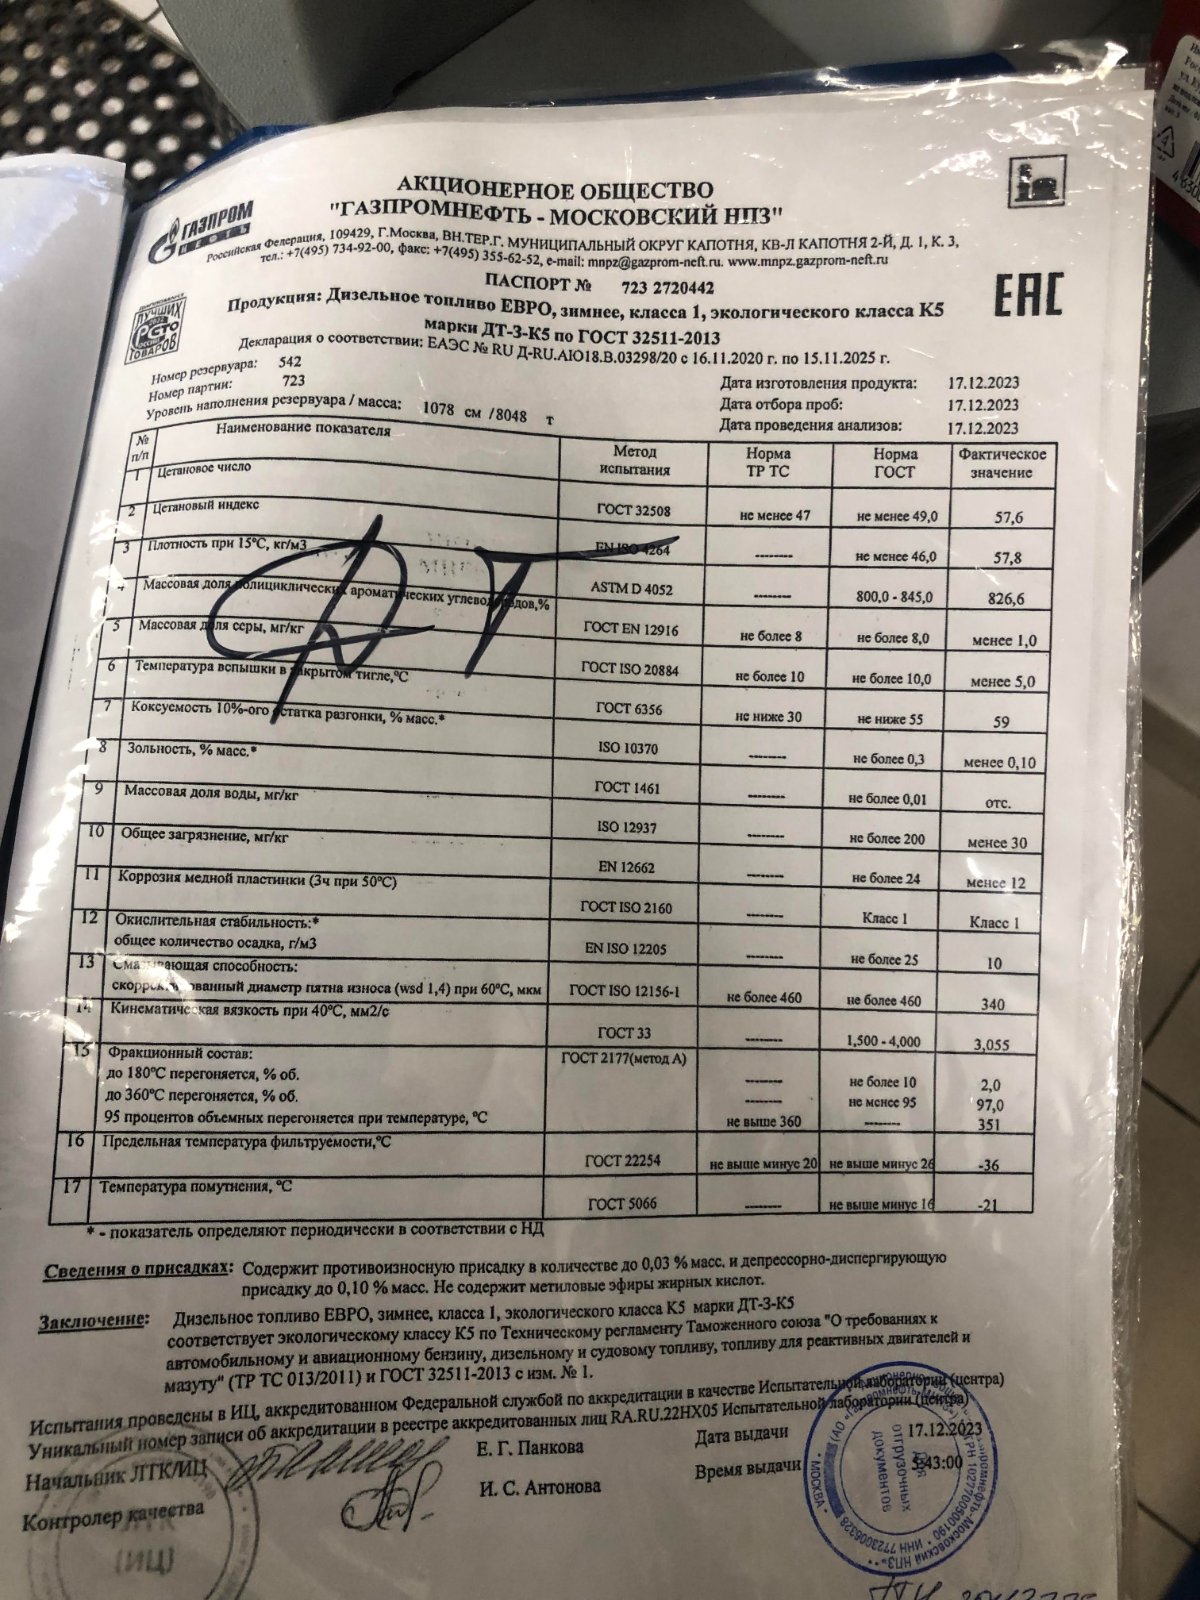 АКЦИОНЕРНОЕ ОБЩЕСТВО
"ГАЗПРОМНЕФТЬ - МОСКОВСКИЙ НПЗ"
ГАЗПРОМ
НЕФТЬ
Российская Федерация, 109429, Г.Москва, ВН.ТЕР.Г. МУНИЦИПАЛЬНЫЙ ОКРУГ КАПОТНЯ, КВ-Л КАПОТНЯ 2-Й, Д. 1, К. 3,
тел.: +7(495) 734-92-00, факс: +7(495) 355-62-52, e-mail: mnpz@gazprom-neft.ru. www.mnpz.gazprom-neft.ru
ПАСПОРТ № 723 2720442
ЕАС
ЛУЧШИХ
ТОВАРОВ
Продукция: Дизельное топливо ЕВРО, зимнее, класса 1, экологического класса К5
марки ДТ-З-К5 по ГОСТ 32511-2013
Декларация о соответствии: ЕАЭС № RU Д-RU.АЮ18.В.03298/20 с 16.11.2020 г. по 15.11.2025 г.
Номер резервуара: 542
Номер партии: 723
Уровень наполнения резервуара / масса: 1078 см /8048 т
Дата изготовления продукта: 17.12.2023
Дата отбора проб: 17.12.2023
Дата проведения анализов: 17.12.2023
№ п/п Наименование показателя Метод испытания Норма ТР ТС Норма ГОСТ Фактическое значение
1 Цетановое число ГОСТ 32508 не менее 47 не менее 49,0 57,6
2 Цетановый индекс EN ISO 4264 -------- не менее 46,0 57,8
3 Плотность при 15°С, кг/м3 ASTM D 4052 -------- 800,0 - 845,0 826,6
4 Массовая доля полициклических ароматических углеводородов,% ГОСТ EN 12916 не более 8 не более 8,0 менее 1,0
5 Массовая доля серы, мг/кг ГОСТ ISO 20884 не более 10 не более 10,0 менее 5,0
6 Температура вспышки в закрытом тигле,°С ГОСТ 6356 не ниже 30 не ниже 55 59
7 Коксуемость 10%-ого остатка разгонки, % масс.* ISO 10370 -------- не более 0,3 менее 0,10
8 Зольность, % масс.* ГОСТ 1461 -------- не более 0,01 отс.
9 Массовая доля воды, мг/кг ISO 12937 -------- не более 200 менее 30
10 Общее загрязнение, мг/кг EN 12662 -------- не более 24 менее 12
11 Коррозия медной пластинки (3ч при 50°С) ГОСТ ISO 2160 -------- Класс 1 Класс 1
12 Окислительная стабильность:*
общее количество осадка, г/м3 EN ISO 12205 -------- не более 25 10
13 Смазывающая способность:
скорректированный диаметр пятна износа (wsd 1,4) при 60°С, мкм ГОСТ ISO 12156-1 не более 460 не более 460 340
14 Кинематическая вязкость при 40°С, мм2/с ГОСТ 33 -------- 1,500 - 4,000 3,055
15 Фракционный состав: ГОСТ 2177(метод А)
до 180°С перегоняется, % об. -------- не более 10 2,0
до 360°С перегоняется, % об. -------- не менее 95 97,0
95 процентов объемных перегоняется при температуре, °С не выше 360 -------- 351
16 Предельная температура фильтруемости,°С ГОСТ 22254 не выше минус 20 не выше минус 26 -36
17 Температура помутнения, °С ГОСТ 5066 -------- не выше минус 16 -21
ДТ
* - показатель определяют периодически в соответствии с НД
Сведения о присадках: Содержит противоизносную присадку в количестве до 0,03 % масс. и депрессорно-диспергирующую
присадку до 0,10 % масс. Не содержит метиловые эфиры жирных кислот.
Заключение: Дизельное топливо ЕВРО, зимнее, класса 1, экологического класса К5 марки ДТ-З-К5
соответствует экологическому классу К5 по Техническому регламенту Таможенного союза "О требованиях к
автомобильному и авиационному бензину, дизельному и судовому топливу, топливу для реактивных двигателей и
мазуту" (ТР ТС 013/2011) и ГОСТ 32511-2013 с изм. № 1.
Испытания проведены в ИЦ, аккредитованном Федеральной службой по аккредитации в качестве Испытательной лаборатории (центра)
Уникальный номер записи об аккредитации в реестре аккредитованных лиц RA.RU.22НХ05 Испытательной лаборатории (центра)
Начальник ЛТК/ИЦ Е. Г. Панкова
Контролер качества И. С. Антонова
Дата выдачи 17.12.2023
Время выдачи 5:43:00
Для
отгрузочных
документов
МОСКВА
ОГРН 1027700500190 * ИНН 7723006328
(ИЦ)